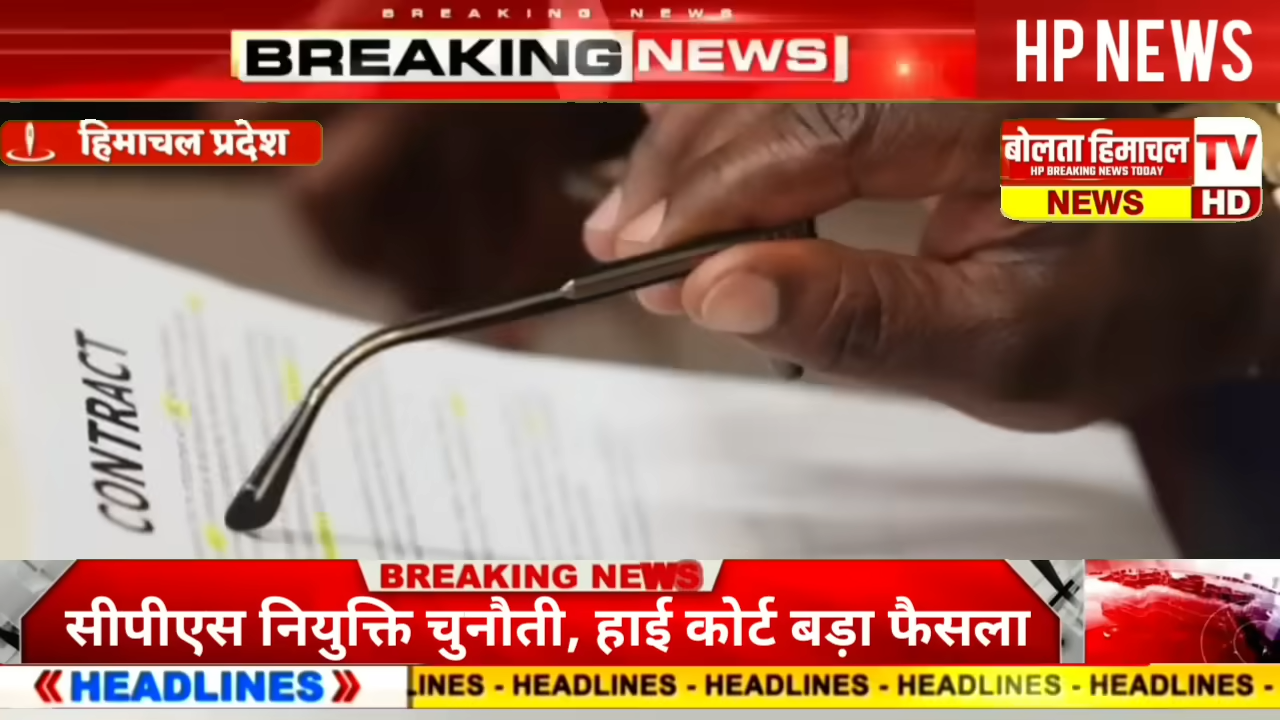 BREAKING NEWS
BREAKING NEWS
HP NEWS
हिमाचल प्रदेश
बोलता हिमाचल TV
HP BREAKING NEWS TODAY
NEWS HD
CONTRACT
BREAKING NEWS
सीपीएस नियुक्ति चुनौती, हाई कोर्ट बड़ा फैसला
HEADLINES
LINES - HEADLINES - HEADLINES - HEADLINES - HEADLINES -